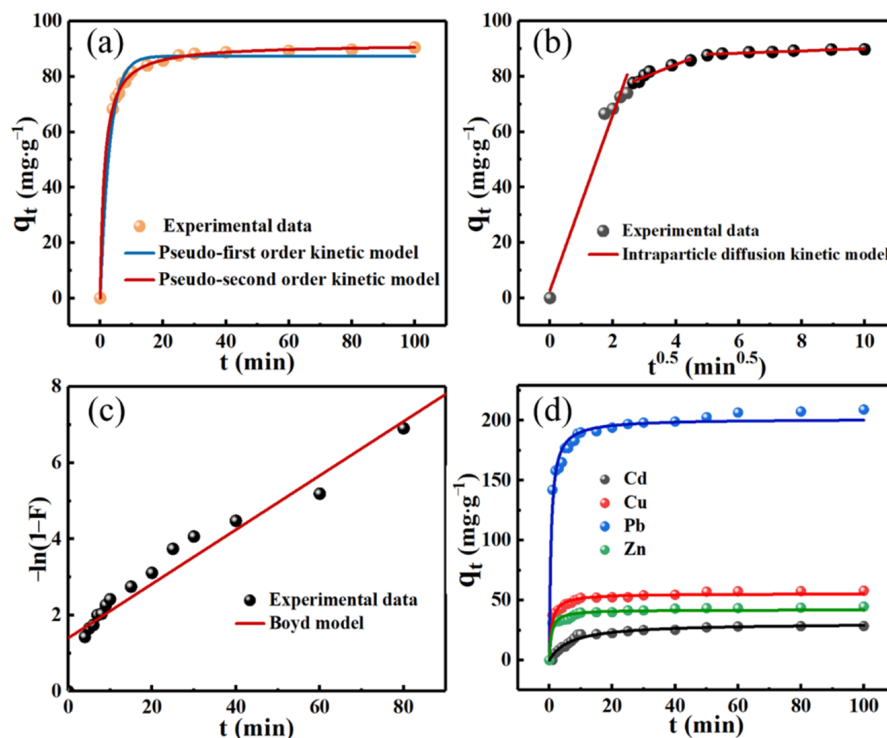 (a)
qt (mg·g⁻¹)
100
80
60
40
20
0
Experimental data
Pseudo-first order kinetic model
Pseudo-second order kinetic model
0 20 40 60 80 100
t (min)
(b)
qt (mg·g⁻¹)
100
80
60
40
20
0
Experimental data
Intraparticle diffusion kinetic model
0 2 4 6 8 10
t⁰·⁵ (min⁰·⁵)
(c)
–ln(1–F)
8
6
4
2
0
Experimental data
Boyd model
20 40 60 80
t (min)
(d)
qt (mg·g⁻¹)
200
150
100
50
0
Cd
Cu
Pb
Zn
0 20 40 60 80 100
t (min)